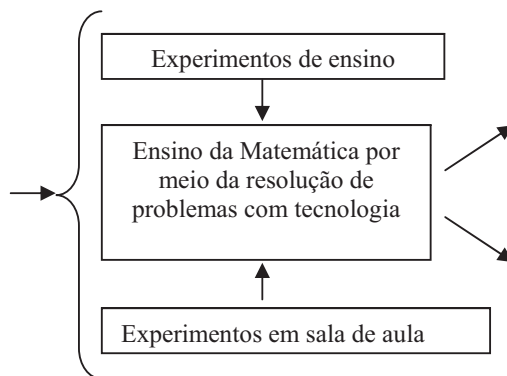 Experimentos de ensino
Ensino da Matemática por
meio da resolução de
problemas com tecnologia
Experimentos em sala de aula